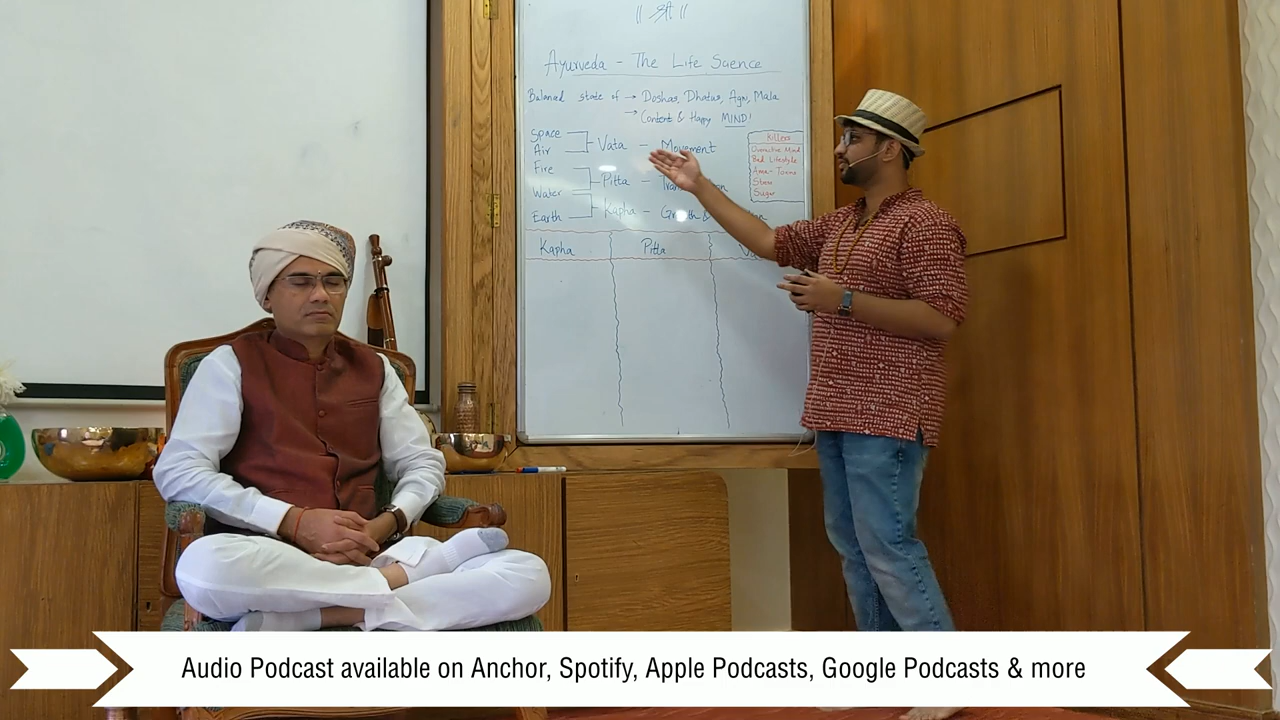 ॥ श्री ॥
Ayurveda - The Life Science
Balanced state of → Doshas, Dhatus, Agni, Mala
→ Content & Happy MIND!
Space
Air
Vata - Movement
Fire
Pitta -
Water
Earth
Kapha - Growth &
Killers
Overactive Mind
Bad Lifestyle
Ama - Toxins
Stress
Sugar
Kapha Pitta
Audio Podcast available on Anchor, Spotify, Apple Podcasts, Google Podcasts & more